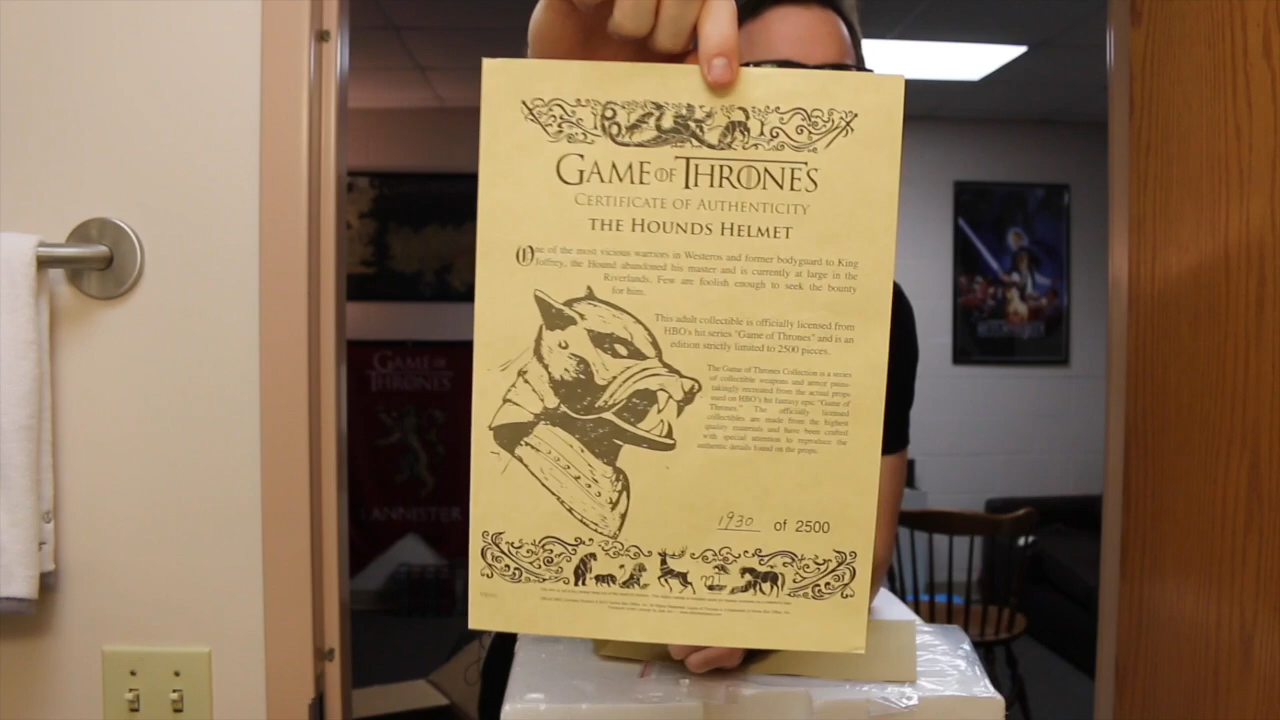 GAME OF THRONES
CERTIFICATE OF AUTHENTICITY
THE HOUNDS HELMET
One of the most vicious warriors in Westeros and former bodyguard to King
Joffrey, the Hound abandoned his master and is currently at large in the
Riverlands. Few are foolish enough to seek the bounty
for him.
This adult collectible is officially licensed from
HBO's hit series "Game of Thrones" and is an
edition strictly limited to 2500 pieces.
The Game of Thrones Collection is a series
of collectible weapons and armor pains-
takingly recreated from the actual props
used on HBO's hit fantasy epic "Game of
Thrones." The officially licensed
collectibles are made from the highest
quality materials and have been crafted
with special attention to reproduce the
authentic details found on the props.
1930 of 2500
GAME OF
THRONES
LANNISTER